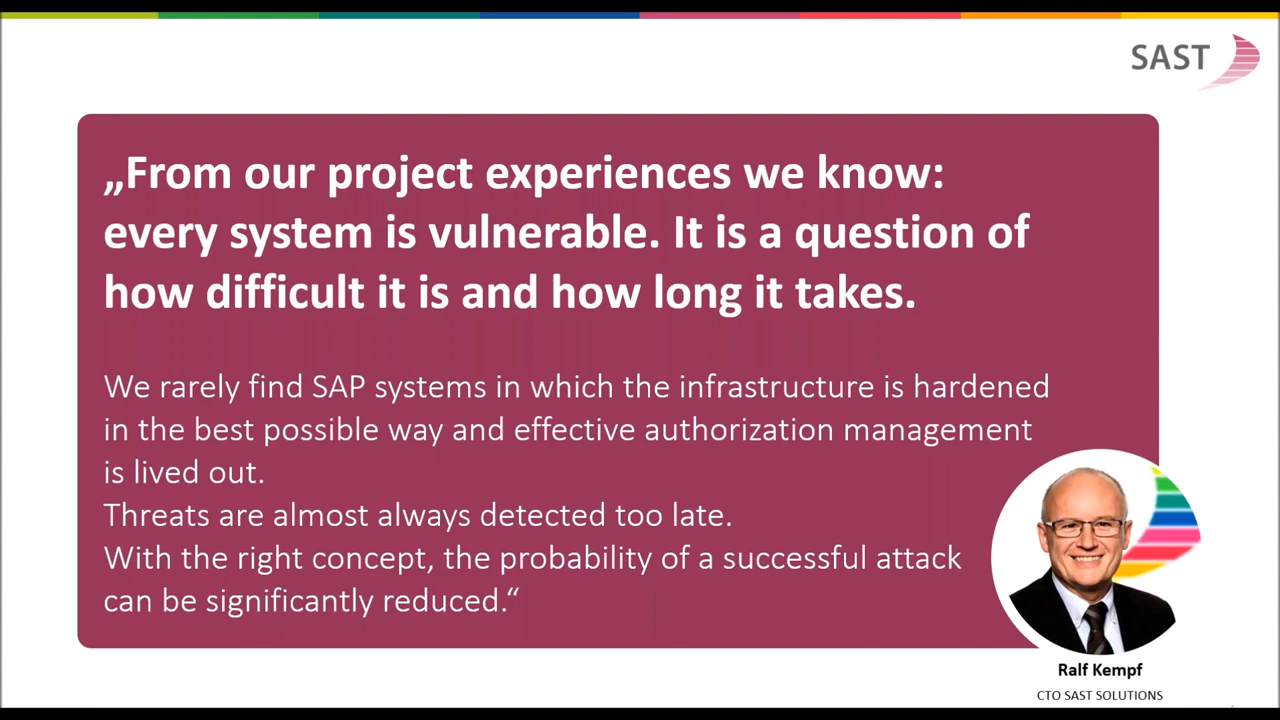 SAST
„From our project experiences we know:
every system is vulnerable. It is a question of
how difficult it is and how long it takes.
We rarely find SAP systems in which the infrastructure is hardened
in the best possible way and effective authorization management
is lived out.
Threats are almost always detected too late.
With the right concept, the probability of a successful attack
can be significantly reduced.“
Ralf Kempf
CTO SAST SOLUTIONS